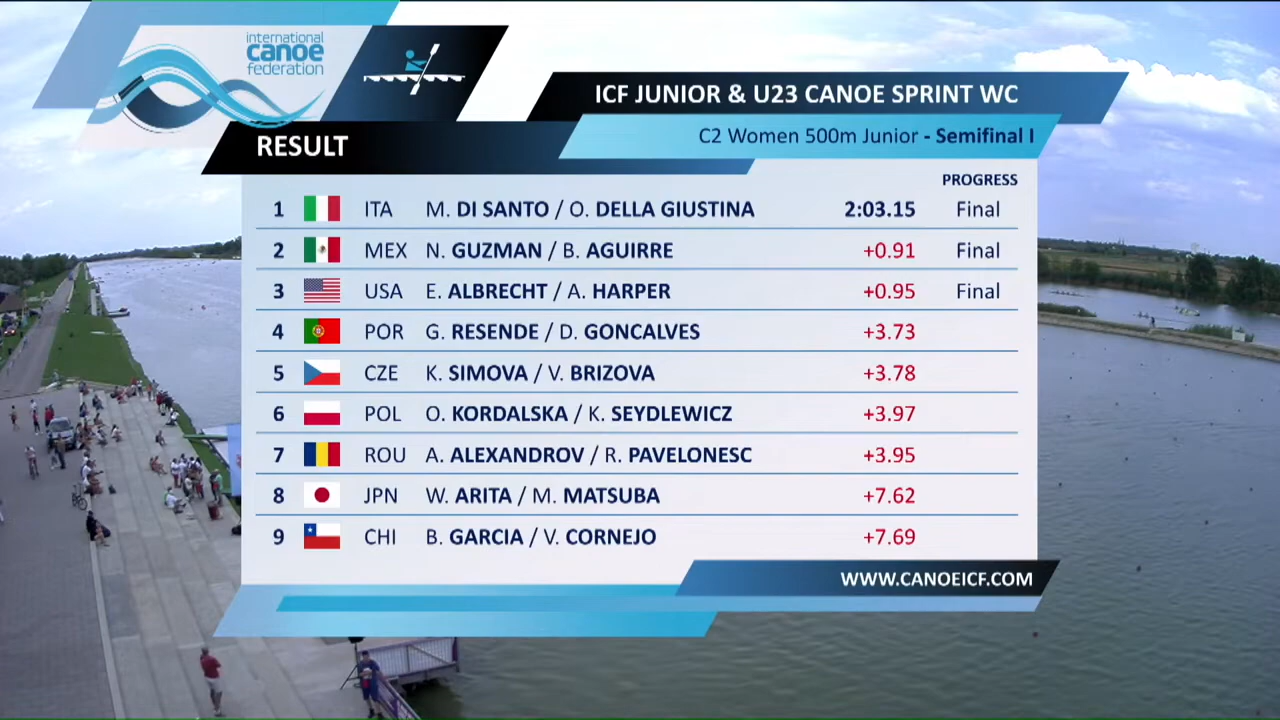 international
canoe
federation
ICF JUNIOR & U23 CANOE SPRINT WC
RESULT
C2 Women 500m Junior - Semifinal I
PROGRESS
1 ITA M. DI SANTO / O. DELLA GIUSTINA 2:03.15 Final
2 MEX N. GUZMAN / B. AGUIRRE +0.91 Final
3 USA E. ALBRECHT / A. HARPER +0.95 Final
4 POR G. RESENDE / D. GONCALVES +3.73
5 CZE K. SIMOVA / V. BRIZOVA +3.78
6 POL O. KORDALSKA / K. SEYDLEWICZ +3.97
7 ROU A. ALEXANDROV / R. PAVELONESC +3.95
8 JPN W. ARITA / M. MATSUBA +7.62
9 CHI B. GARCIA / V. CORNEJO +7.69
WWW.CANOEICF.COM